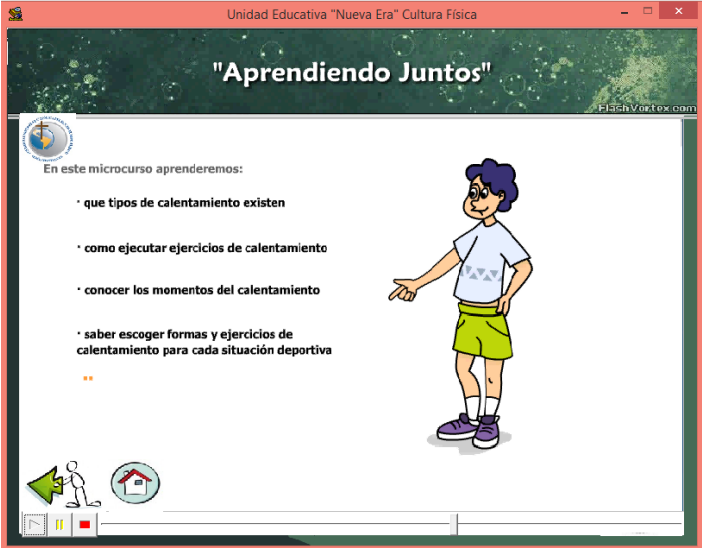 Unidad Educativa "Nueva Era" Cultura Física
"Aprendiendo Juntos"
FlashVortex.com
En este microcurso aprenderemos:
· que tipos de calentamiento existen
· como ejecutar ejercicios de calentamiento
· conocer los momentos del calentamiento
· saber escoger formas y ejercicios de
calentamiento para cada situación deportiva